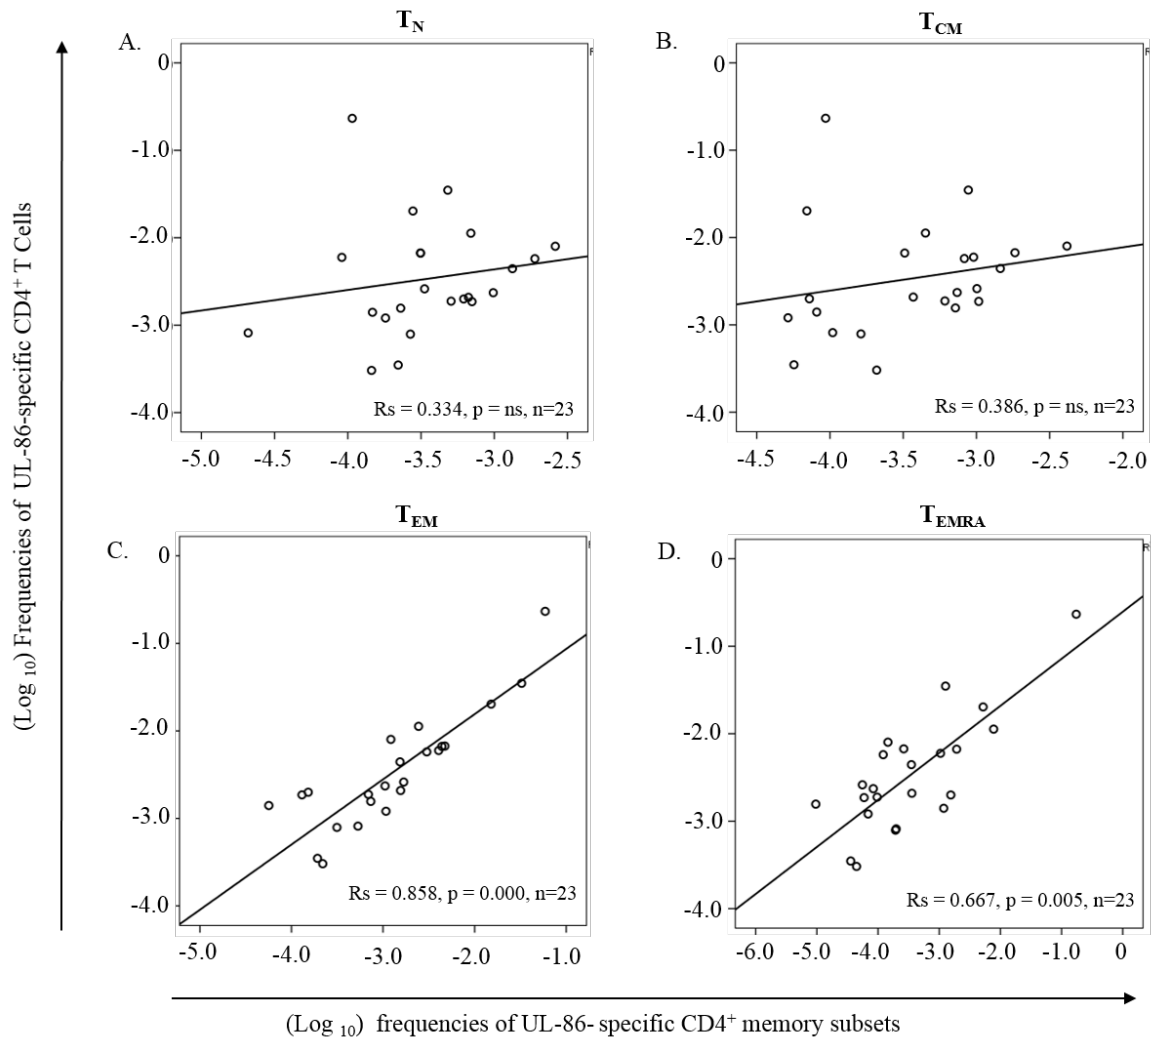 (Log 10) Frequencies of UL-86-specific CD4+ T Cells
A.
TN
0
-1.0
-2.0
-3.0
-4.0
Rs = 0.334, p = ns, n=23
-5.0 -4.5 -4.0 -3.5 -3.0 -2.5
B.
TCM
0
-1.0
-2.0
-3.0
-4.0
Rs = 0.386, p = ns, n=23
-4.5 -4.0 -3.5 -3.0 -2.5 -2.0
C.
TEM
0
-1.0
-2.0
-3.0
-4.0
Rs = 0.858, p = 0.000, n=23
-5.0 -4.0 -3.0 -2.0 -1.0
D.
TEMRA
0
-1.0
-2.0
-3.0
-4.0
Rs = 0.667, p = 0.005, n=23
-6.0 -5.0 -4.0 -3.0 -2.0 -1.0 0
(Log 10) frequencies of UL-86- specific CD4+ memory subsets